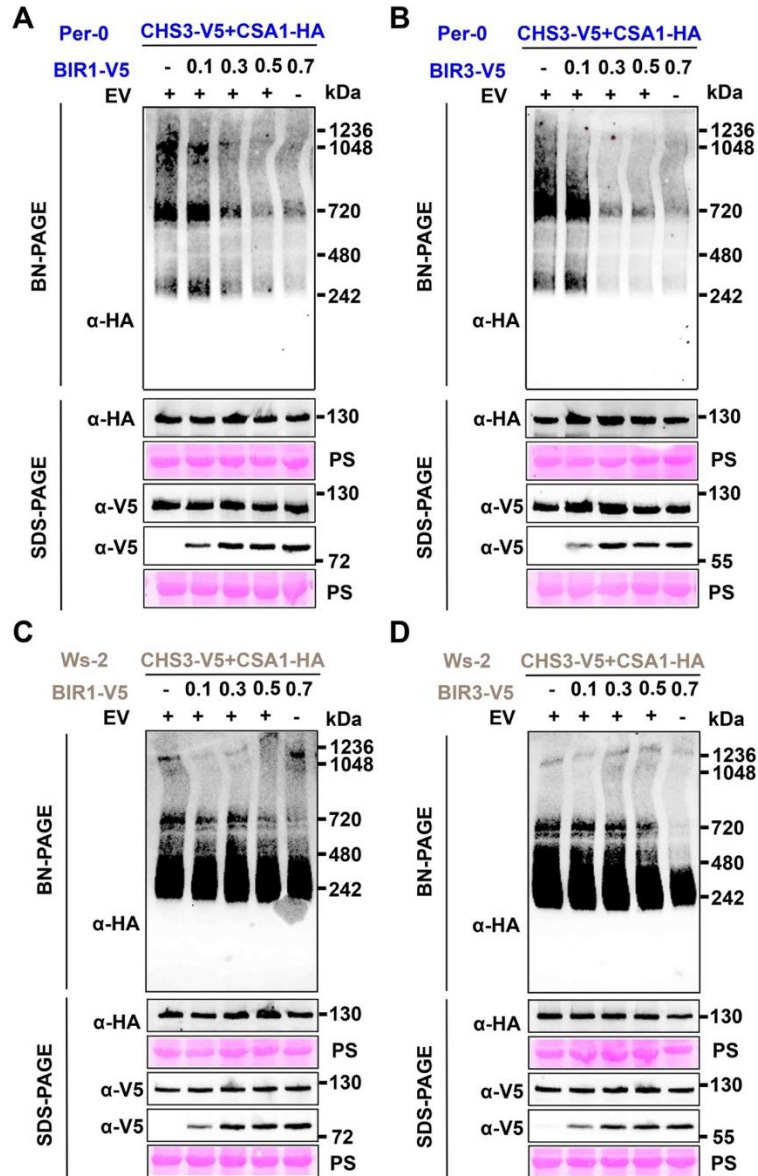 A
Per-0 CHS3-V5+CSA1-HA
BIR1-V5 - 0.1 0.3 0.5 0.7
EV + + + + - kDa
BN-PAGE
1236
1048
720
480
242
α-HA
SDS-PAGE
α-HA 130
PS
α-V5 130
α-V5 72
PS
B
Per-0 CHS3-V5+CSA1-HA
BIR3-V5 - 0.1 0.3 0.5 0.7
EV + + + + - kDa
BN-PAGE
1236
1048
720
480
242
α-HA
SDS-PAGE
α-HA 130
PS
α-V5 130
α-V5 55
PS
C
Ws-2 CHS3-V5+CSA1-HA
BIR1-V5 - 0.1 0.3 0.5 0.7
EV + + + + - kDa
BN-PAGE
1236
1048
720
480
242
α-HA
SDS-PAGE
α-HA 130
PS
α-V5 130
α-V5 72
PS
D
Ws-2 CHS3-V5+CSA1-HA
BIR3-V5 - 0.1 0.3 0.5 0.7
EV + + + + - kDa
BN-PAGE
1236
1048
720
480
242
α-HA
SDS-PAGE
α-HA 130
PS
α-V5 130
α-V5 55
PS